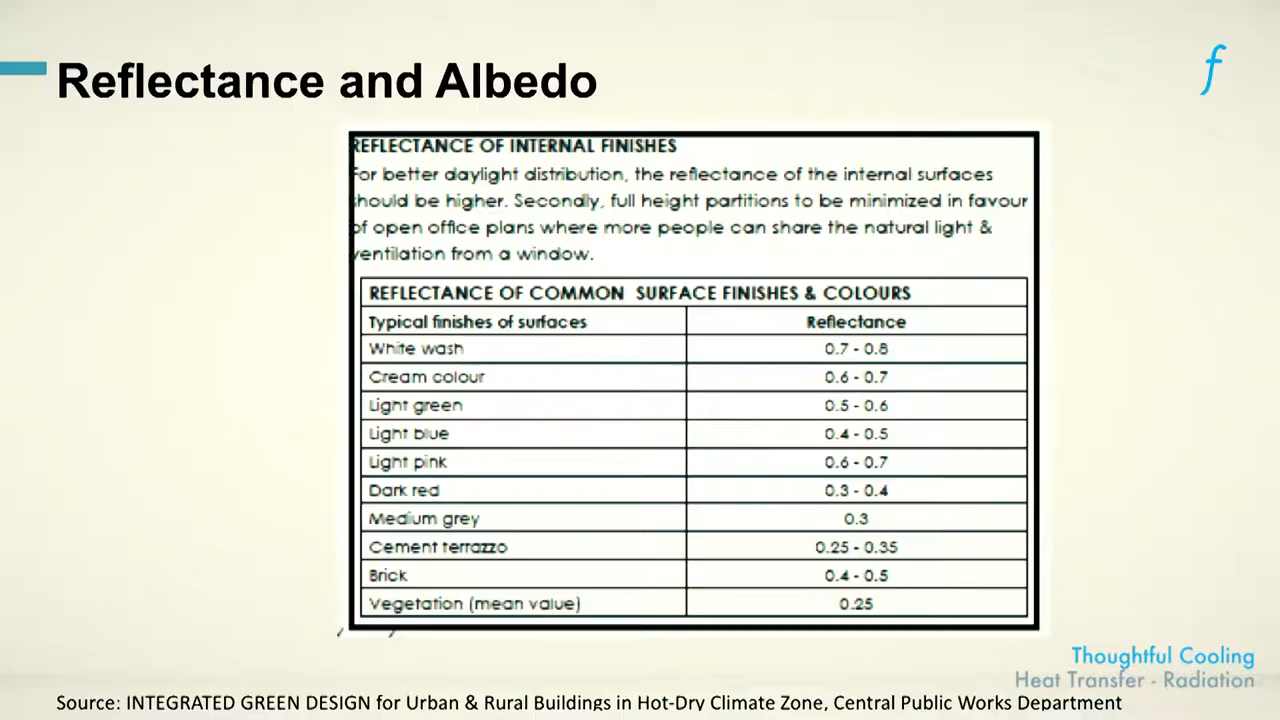 Reflectance and Albedo
f
REFLECTANCE OF INTERNAL FINISHES
For better daylight distribution, the reflectance of the internal surfaces
should be higher. Secondly, full height partitions to be minimized in favour
of open office plans where more people can share the natural light &
ventilation from a window.
REFLECTANCE OF COMMON SURFACE FINISHES & COLOURS
Typical finishes of surfaces Reflectance
White wash 0.7 - 0.8
Cream colour 0.6 - 0.7
Light green 0.5 - 0.6
Light blue 0.4 - 0.5
Light pink 0.6 - 0.7
Dark red 0.3 - 0.4
Medium grey 0.3
Cement terrazzo 0.25 - 0.35
Brick 0.4 - 0.5
Vegetation (mean value) 0.25
Thoughtful Cooling
Heat Transfer - Radiation
Source: INTEGRATED GREEN DESIGN for Urban & Rural Buildings in Hot-Dry Climate Zone, Central Public Works Department